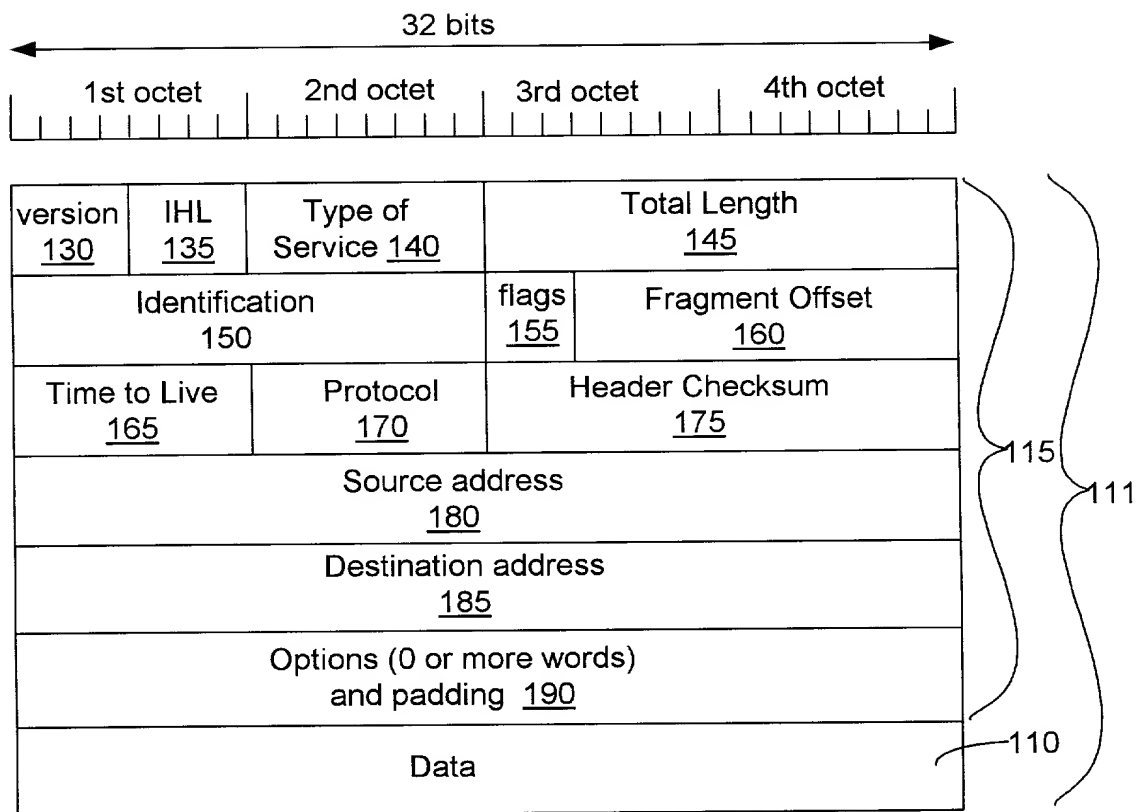 32 bits
1st octet 2nd octet 3rd octet 4th octet
version 130
IHL 135
Type of
Service 140
Total Length
145
Identification
150
flags
155
Fragment Offset
160
Time to Live
165
Protocol
170
Header Checksum
175
Source address
180
Destination address
185
Options (0 or more words)
and padding 190
Data
115
111
110